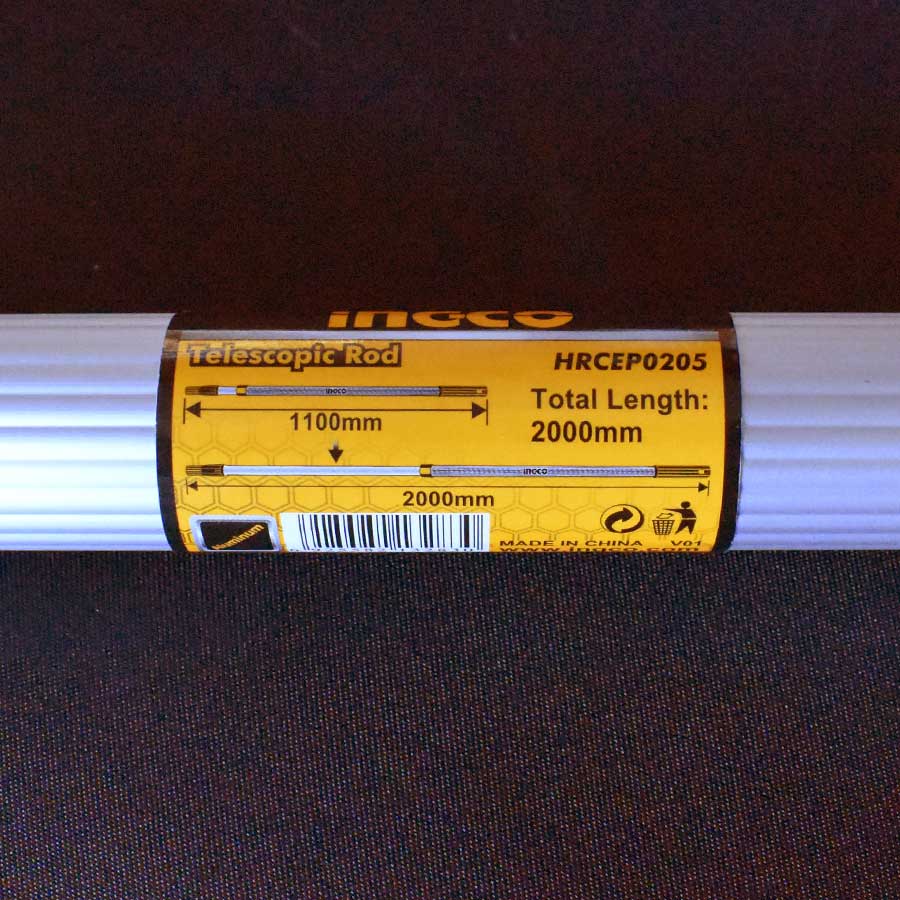 INGCO
Telescopic Rod
HRCEP0205
INGCO
1100mm
Total Length:
2000mm
INGCO
2000mm
Aluminum
MADE IN CHINA V01
www.ingco.com